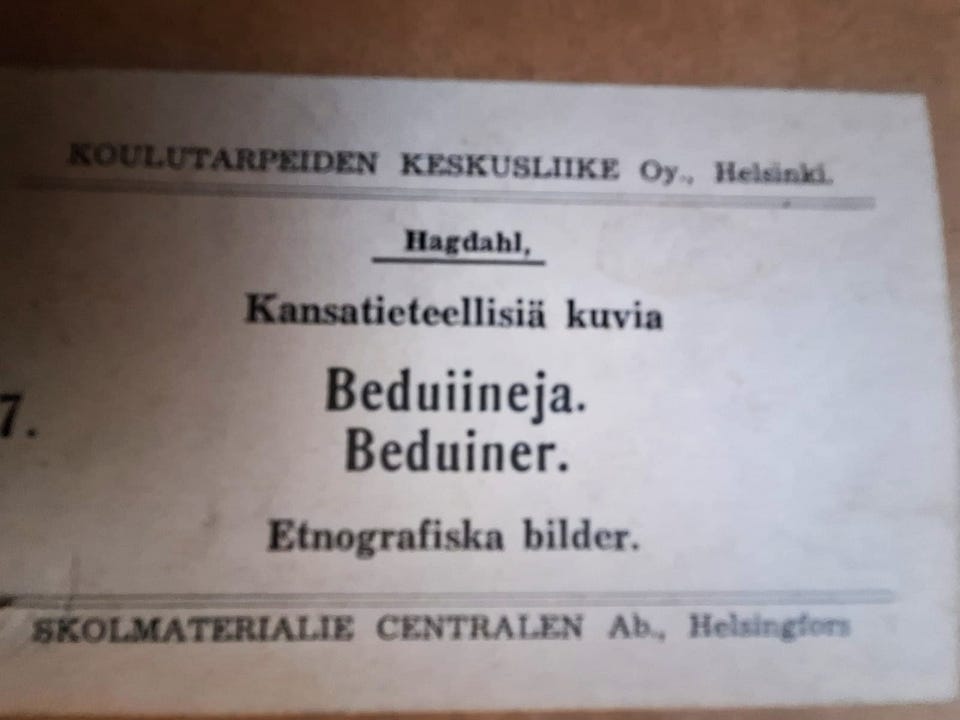 KOULUTARPEIDEN KESKUSLIIKE Oy., Helsinki.
Hagdahl,
Kansatieteellisiä kuvia
7.
Beduiineja.
Beduiner.
Etnografiska bilder.
SKOLMATERIALIE CENTRALEN Ab., Helsingfors